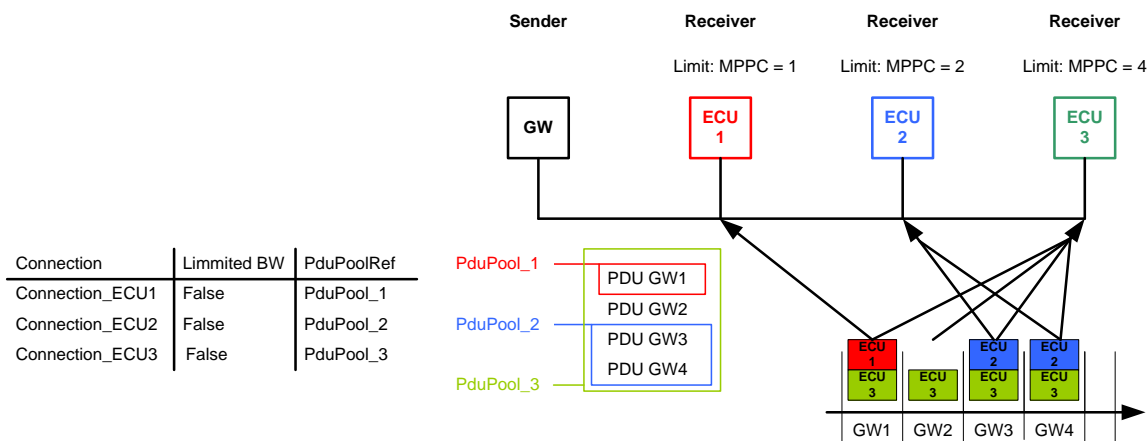 Sender Receiver Receiver Receiver
Limit: MPPC = 1 Limit: MPPC = 2 Limit: MPPC = 4
GW
ECU
1
ECU
2
ECU
3
Connection Limmited BW PduPoolRef
Connection_ECU1 False PduPool_1
Connection_ECU2 False PduPool_2
Connection_ECU3 False PduPool_3
PduPool_1
PduPool_2
PduPool_3
PDU GW1
PDU GW2
PDU GW3
PDU GW4
ECU
1
ECU
2
ECU
2
ECU
3
ECU
3
ECU
3
ECU
3
GW1 GW2 GW3 GW4